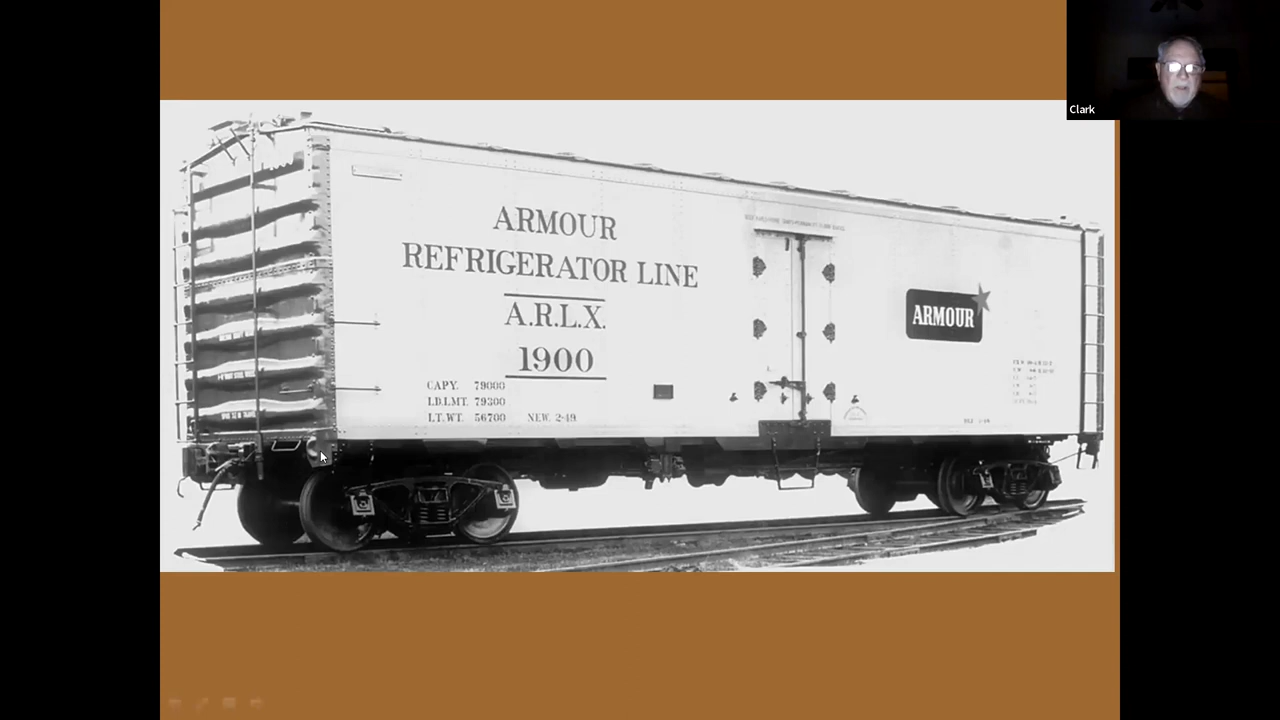 Clark
ARMOUR
REFRIGERATOR LINE
A.R.L.X.
1900
CAPY. 79000
LD.LMT. 79300
LT.WT. 56700 NEW. 2-49.
ARMOUR